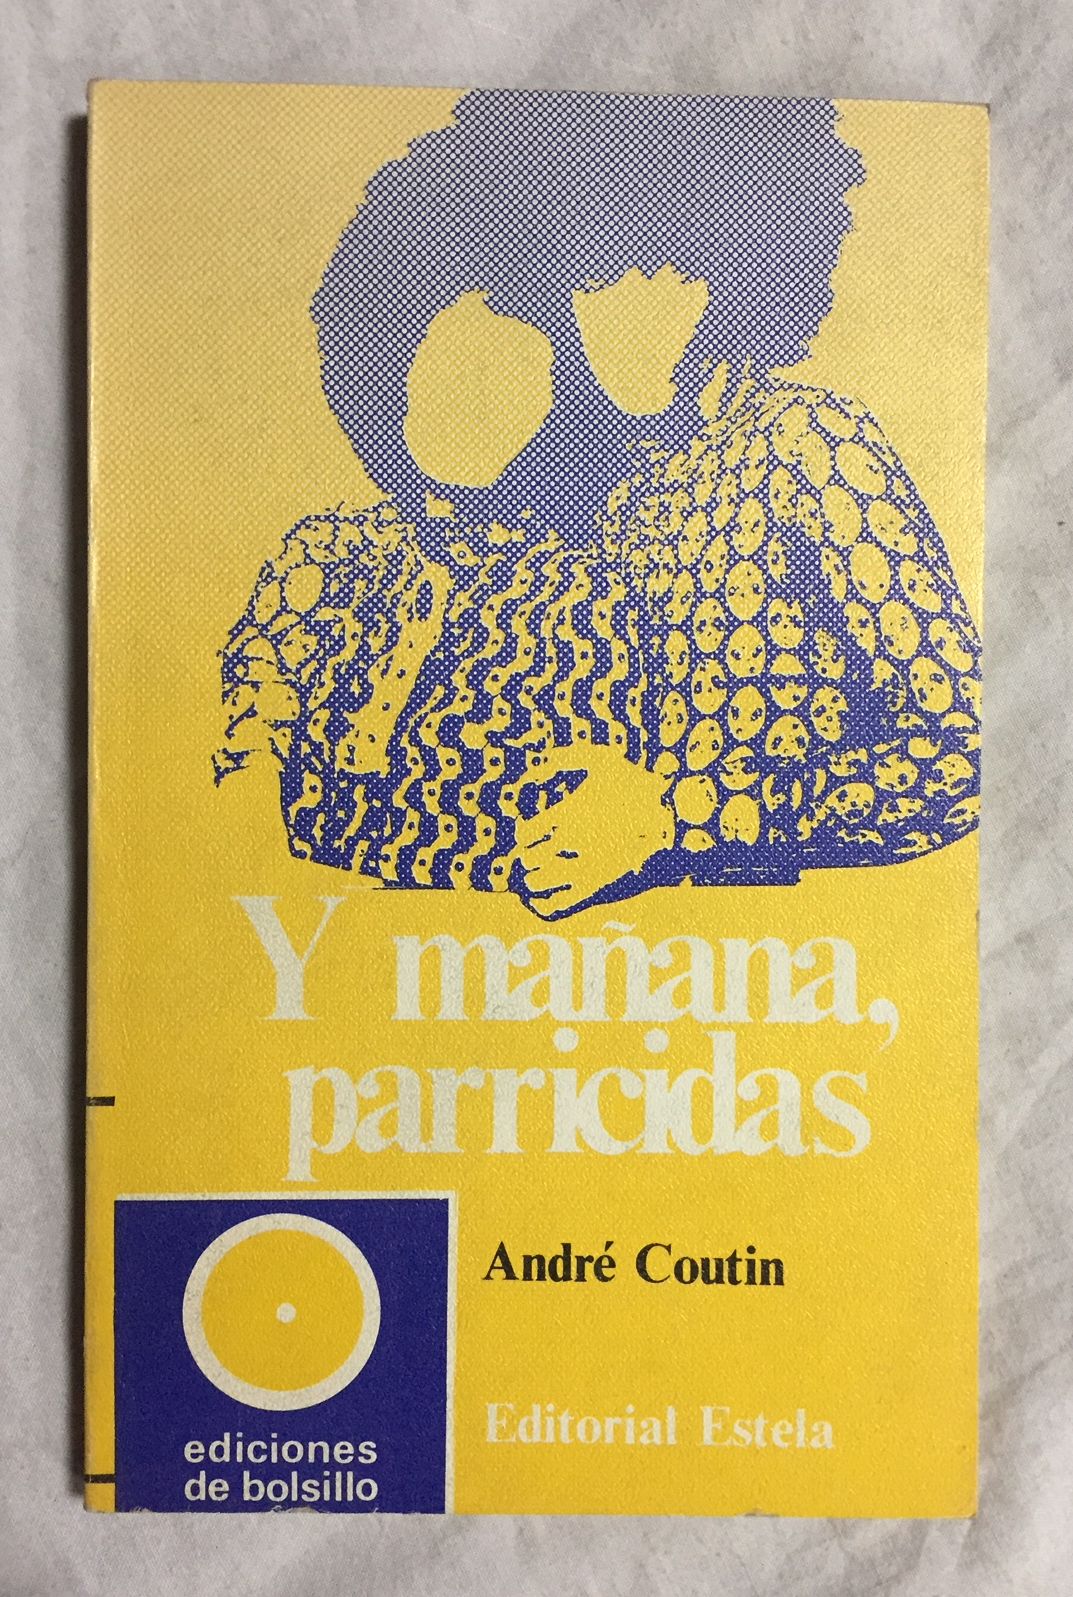 Y mañana,
parricidas
André Coutin
Editorial Estela
ediciones
de bolsillo